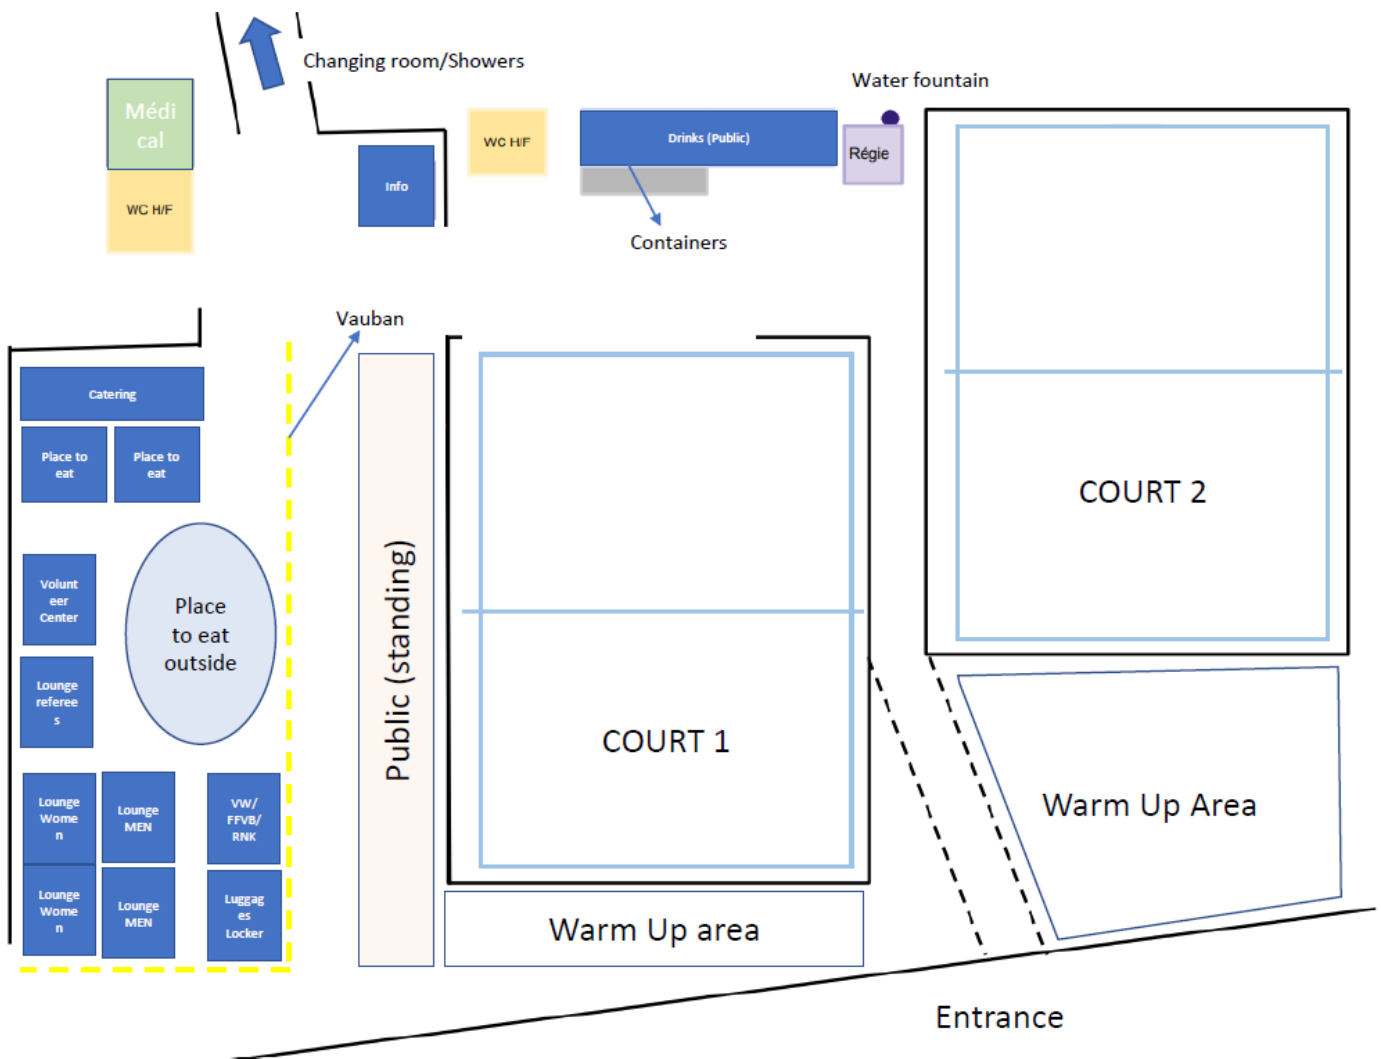 Changing room/Showers
Water fountain
Médi
cal
WC H/F
Info
WC H/F
Drinks (Public)
Régie
Containers
Vauban
Catering
Place to
eat
Place to
eat
Volunt
eer
Center
Place
to eat
outside
Lounge
referee
s
Lounge
Wome
n
Lounge
MEN
VW/
FFVB/
RNK
Lounge
Wome
n
Lounge
MEN
Luggag
es
Locker
Public (standing)
COURT 1
Warm Up area
COURT 2
Warm Up Area
Entrance